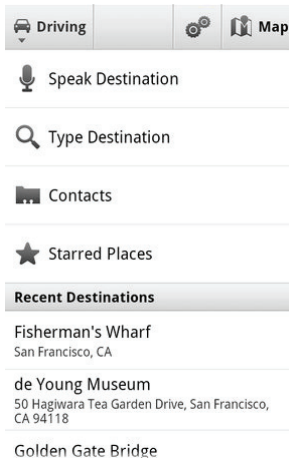 Driving
Map
Speak Destination
Type Destination
Contacts
Starred Places
Recent Destinations
Fisherman's Wharf
San Francisco, CA
de Young Museum
50 Hagiwara Tea Garden Drive, San Francisco,
CA 94118
Golden Gate Bridge